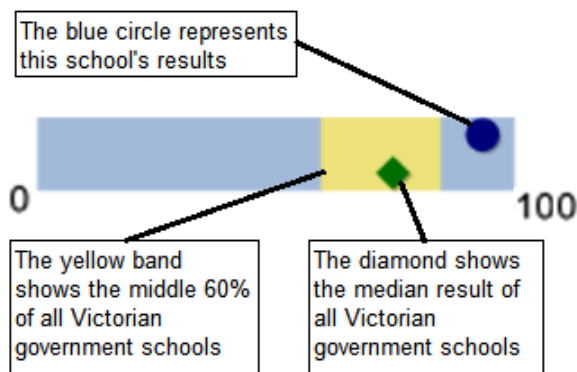 The blue circle represents
this school's results
0
100
The yellow band
shows the middle 60%
of all Victorian
government schools
The diamond shows
the median result of
all Victorian
government schools